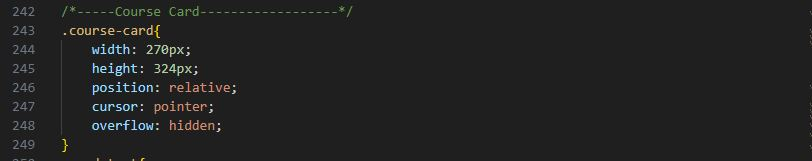 242 /*-----Course Card------------------*/
243 .course-card{
244 width: 270px;
245 height: 324px;
246 position: relative;
247 cursor: pointer;
248 overflow: hidden;
249 }